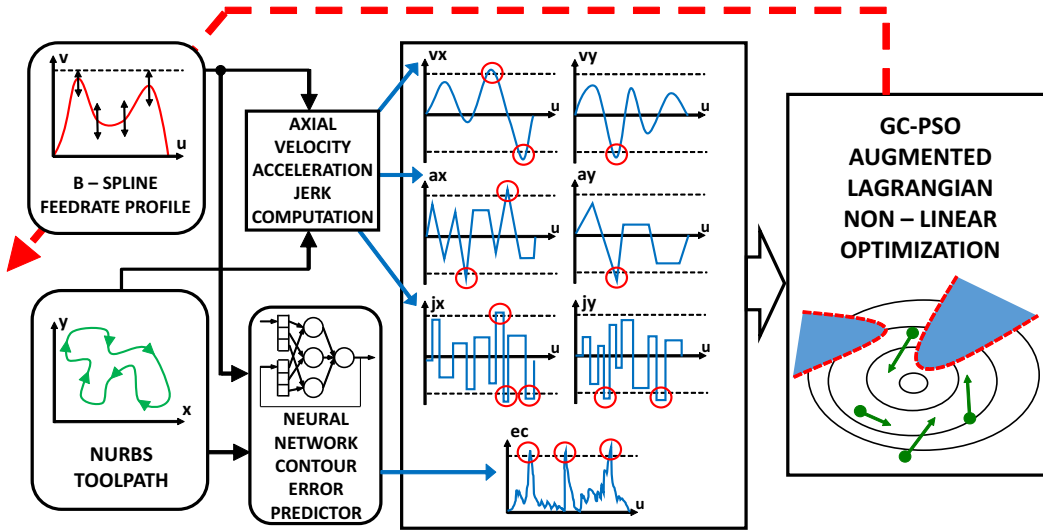 v
u
B – SPLINE
FEEDRATE PROFILE
y
x
NURBS
TOOLPATH
AXIAL
VELOCITY
ACCELERATION
JERK
COMPUTATION
NEURAL
NETWORK
CONTOUR
ERROR
PREDICTOR
vx
u
vy
u
ax
u
ay
u
jx
u
jy
u
ec
u
GC-PSO
AUGMENTED
LAGRANGIAN
NON – LINEAR
OPTIMIZATION